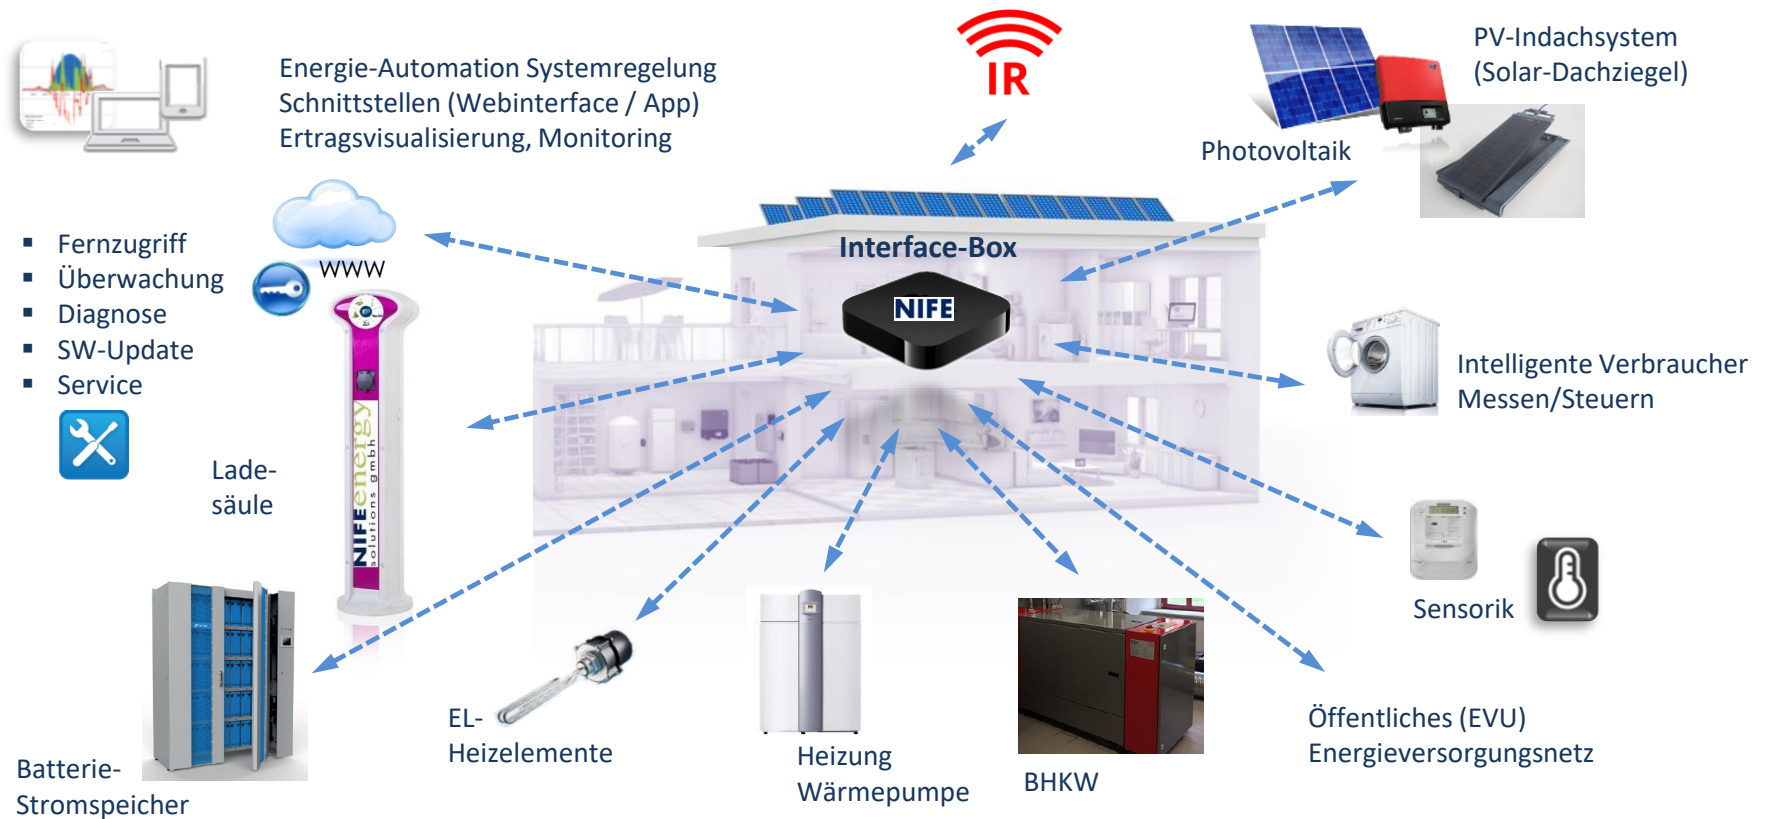 Energie-Automation Systemregelung
Schnittstellen (Webinterface / App)
Ertragsvisualisierung, Monitoring
IR
PV-Indachsystem
(Solar-Dachziegel)
Photovoltaik
Fernzugriff
Überwachung
Diagnose
SW-Update
Service
WWW
Interface-Box
NIFE
Intelligente Verbraucher
Messen/Steuern
Lade-
säule
NIFEenergy
solutions gmbh
Sensorik
EL-
Heizelemente
Heizung
Wärmepumpe
BHKW
Öffentliches (EVU)
Energieversorgungsnetz
Batterie-
Stromspeicher